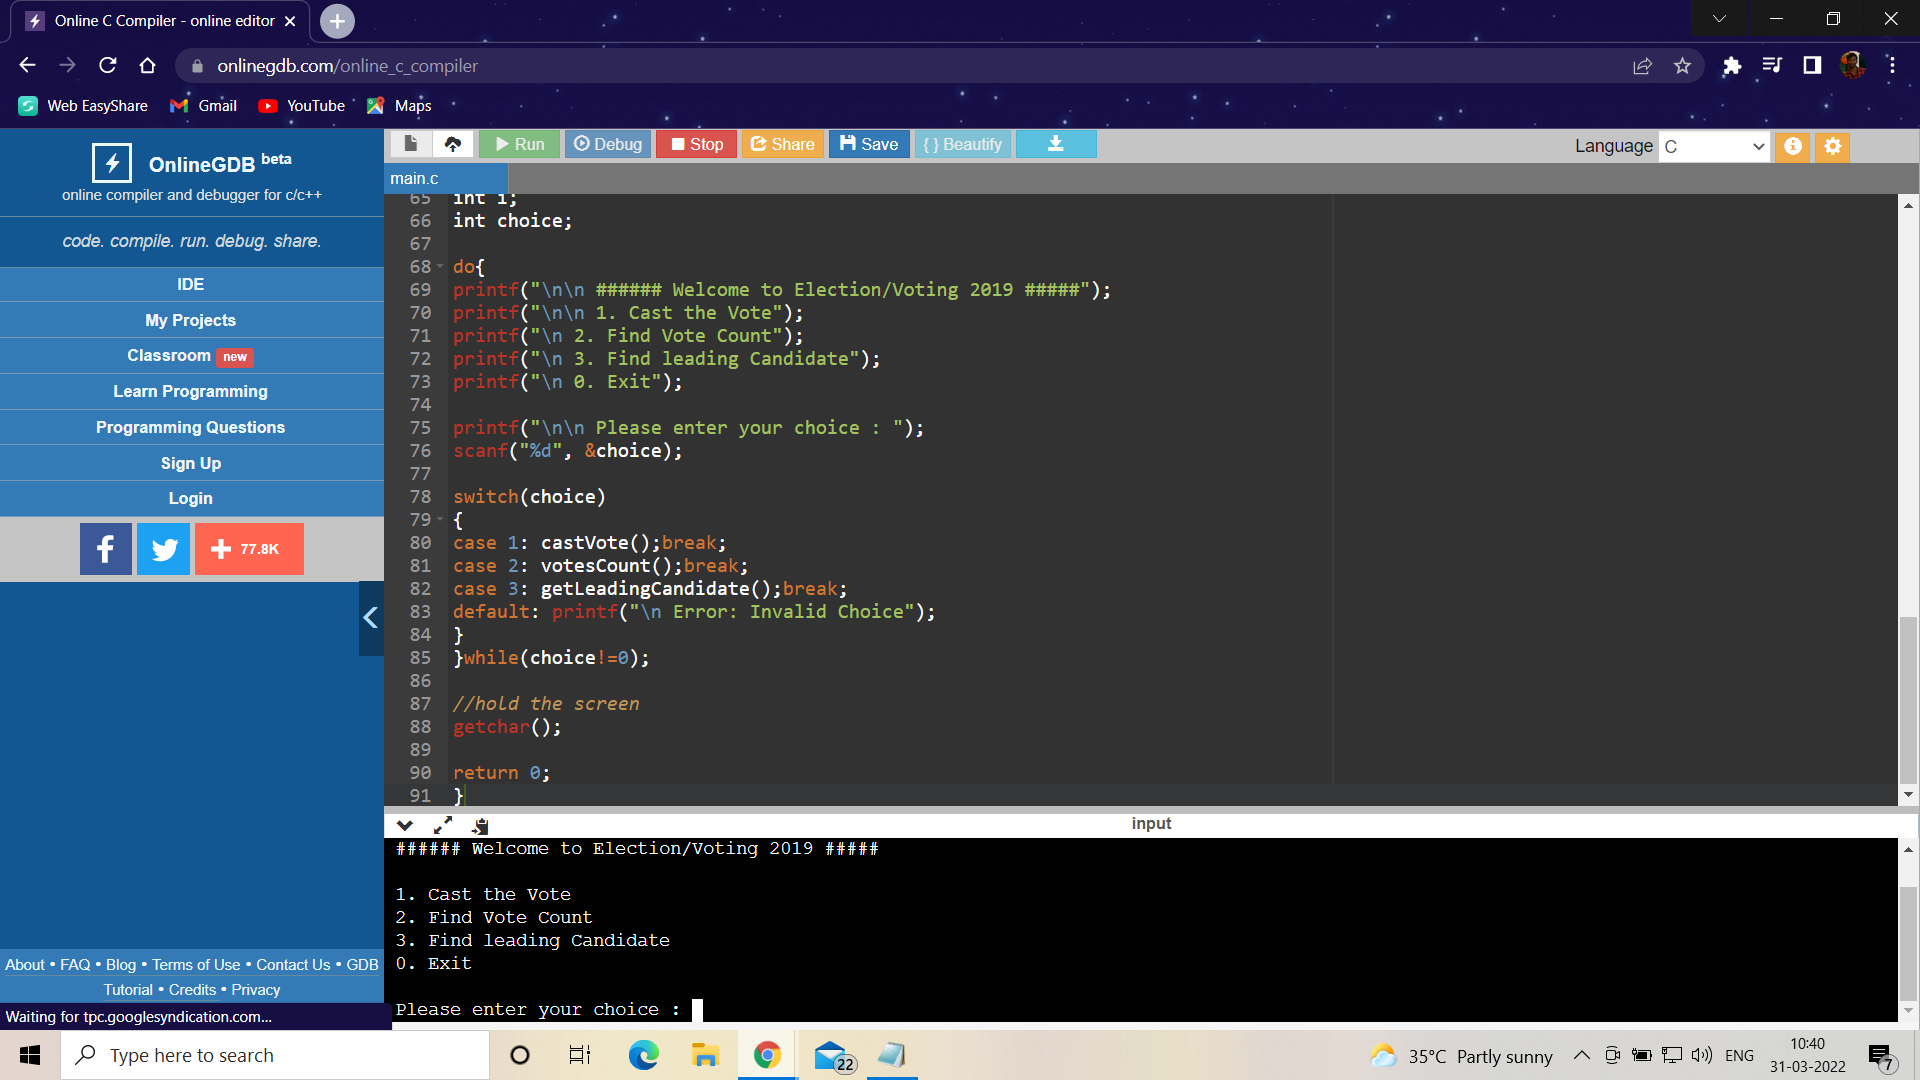 Online C Compiler - online editor
onlinegdb.com/online_c_compiler
Web EasyShare Gmail YouTube Maps
OnlineGDB beta
online compiler and debugger for c/c++
code. compile. run. debug. share.
IDE
My Projects
Classroom new
Learn Programming
Programming Questions
Sign Up
Login
77.8K
About • FAQ • Blog • Terms of Use • Contact Us • GDB
Tutorial • Credits • Privacy
Waiting for tpc.googlesyndication.com...
Run Debug Stop Share Save { } Beautify Language C
main.c
65 int i;
66 int choice;
67
68 do{
69 printf("\n\n ###### Welcome to Election/Voting 2019 #####");
70 printf("\n\n 1. Cast the Vote");
71 printf("\n 2. Find Vote Count");
72 printf("\n 3. Find leading Candidate");
73 printf("\n 0. Exit");
74
75 printf("\n\n Please enter your choice : ");
76 scanf("%d", &choice);
77
78 switch(choice)
79 {
80 case 1: castVote();break;
81 case 2: votesCount();break;
82 case 3: getLeadingCandidate();break;
83 default: printf("\n Error: Invalid Choice");
84 }
85 }while(choice!=0);
86
87 //hold the screen
88 getchar();
89
90 return 0;
91 }
input
###### Welcome to Election/Voting 2019 #####
1. Cast the Vote
2. Find Vote Count
3. Find leading Candidate
0. Exit
Please enter your choice :
Type here to search
22
35°C Partly sunny
ENG
10:40
31-03-2022
7